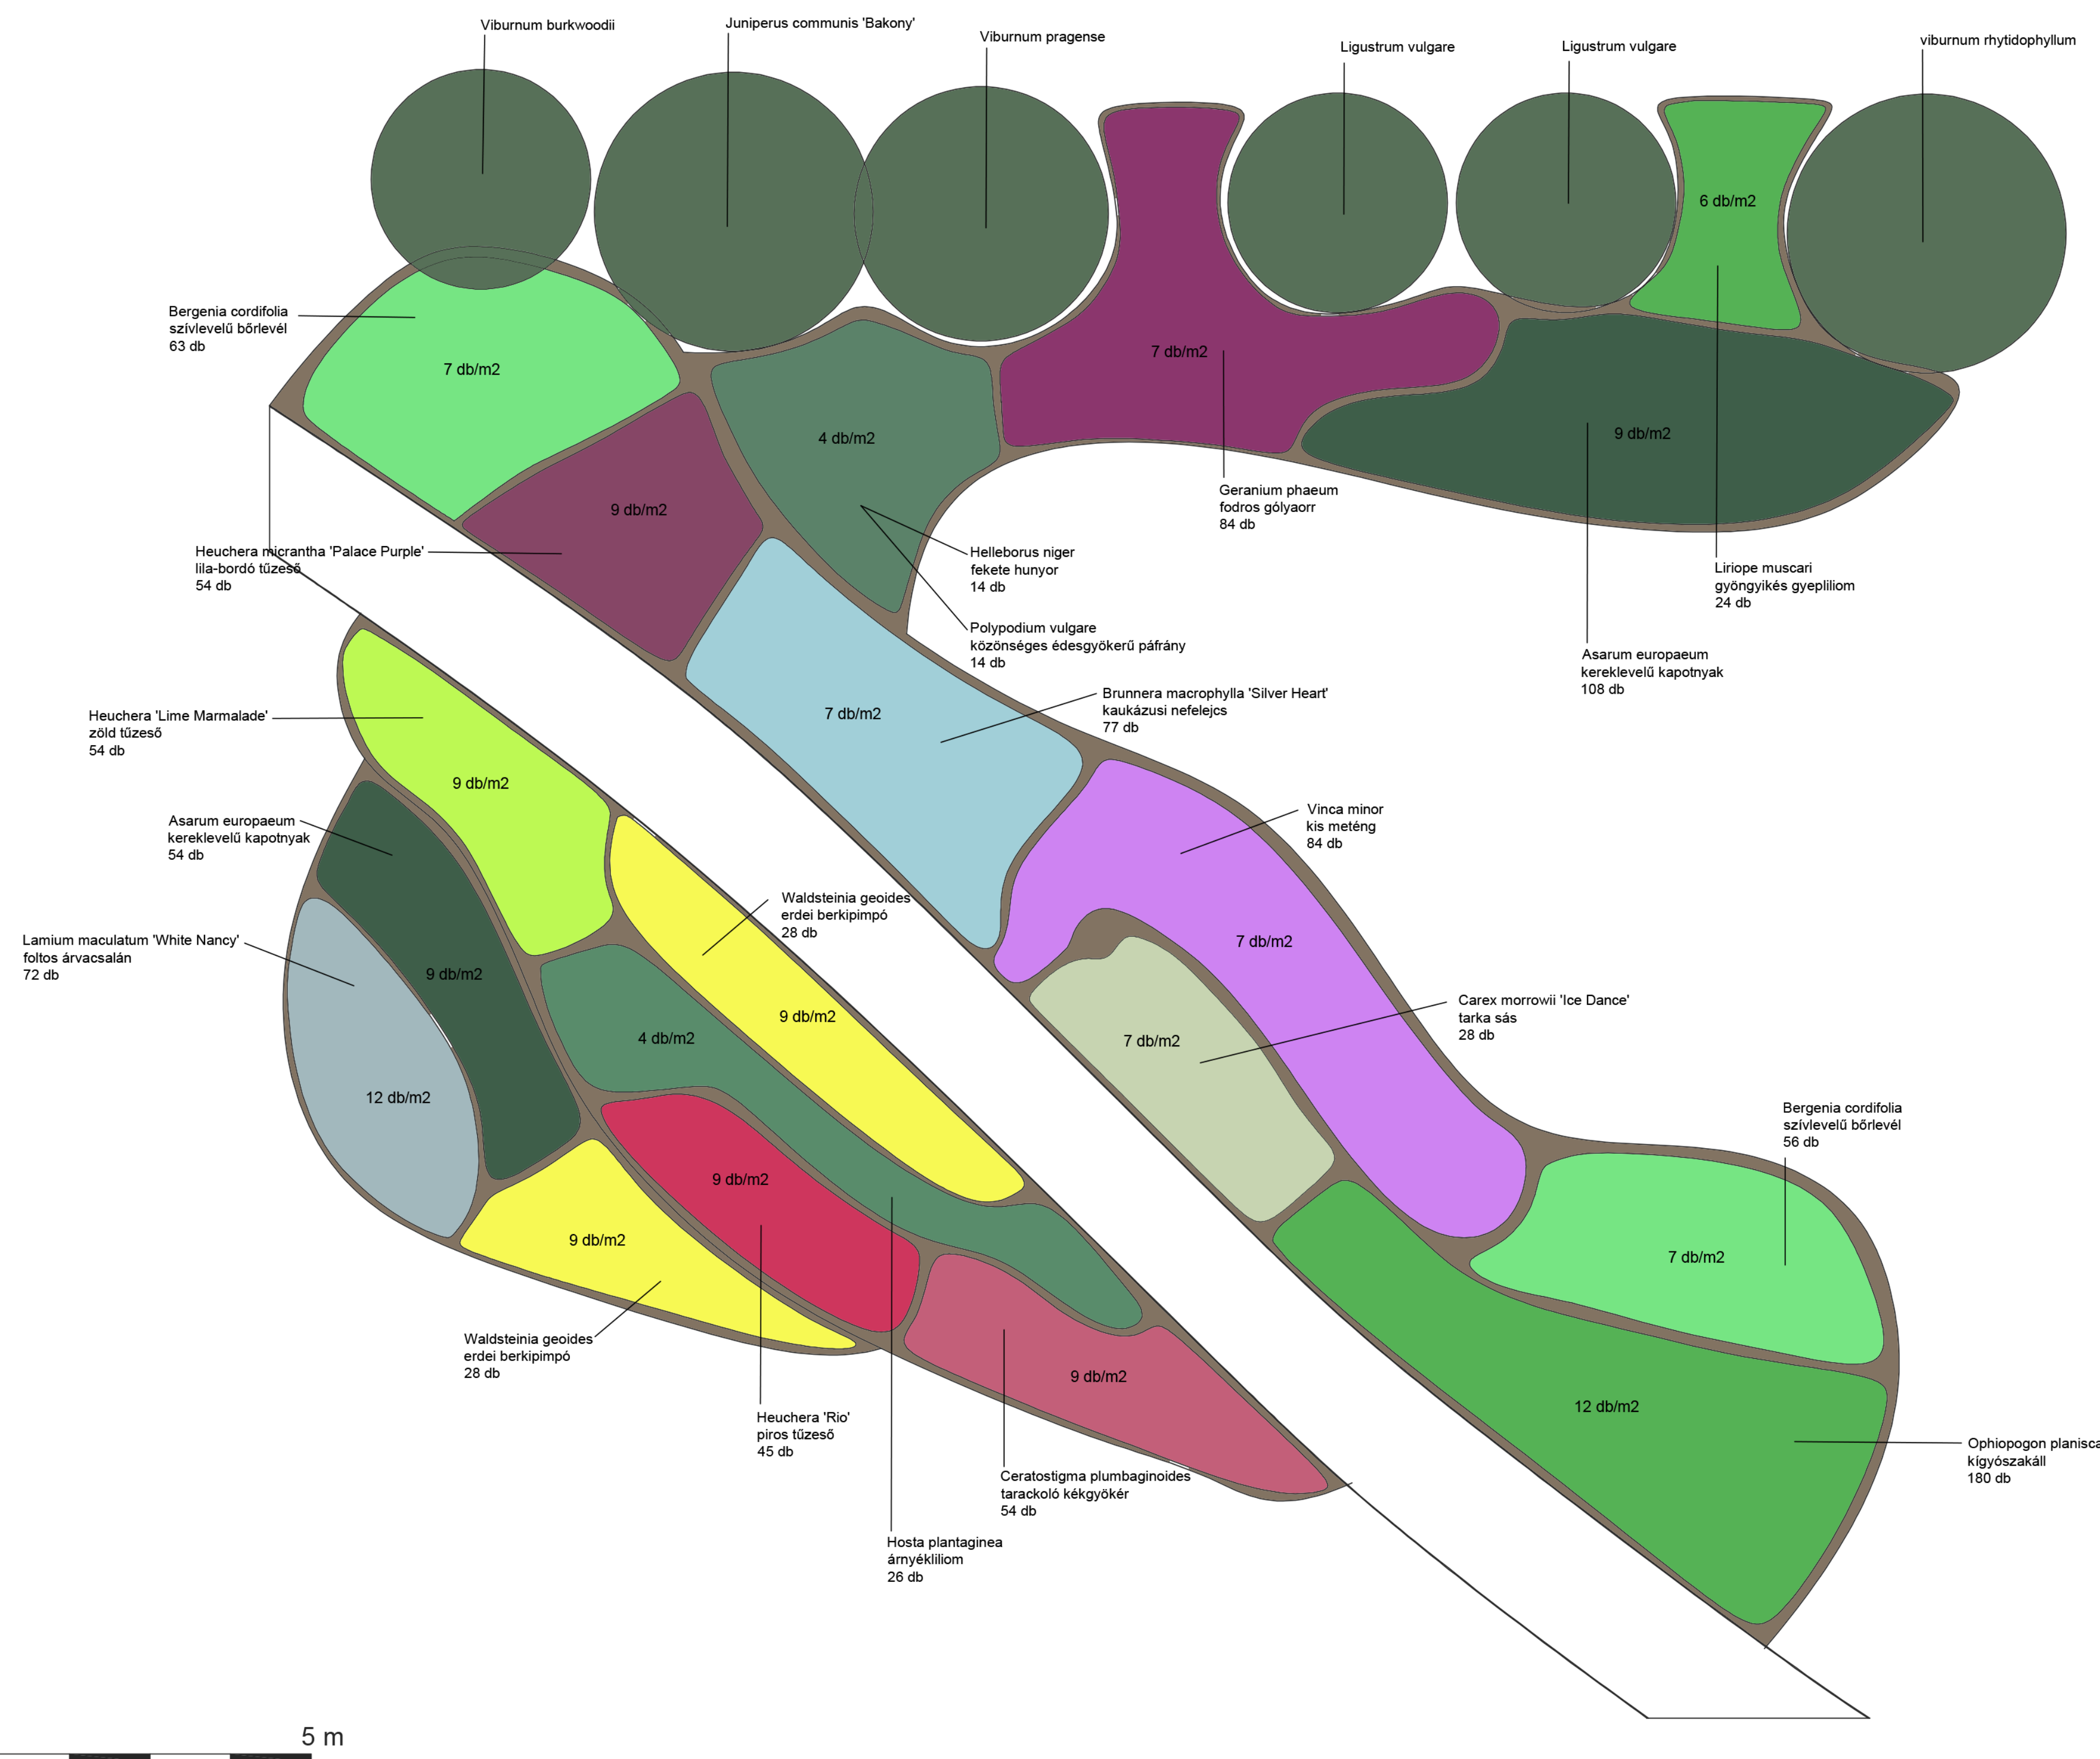 Viburnum burkwoodii
Juniperus communis 'Bakony'
Viburnum pragense
Ligustrum vulgare
Ligustrum vulgare
viburnum rhytidophyllum
6 db/m2
Bergenia cordifolia
szívlevelű bőrlevél
63 db
7 db/m2
7 db/m2
4 db/m2
9 db/m2
Geranium phaeum
fodros gólyaorr
84 db
9 db/m2
Heuchera micrantha 'Palace Purple'
lila-bordó tűzeső
54 db
Helleborus niger
fekete hunyor
14 db
Liriope muscari
gyöngyikés gyepliliom
24 db
Polypodium vulgare
közönséges édesgyökerű páfrány
14 db
Asarum europaeum
kereklevelű kapotnyak
108 db
Brunnera macrophylla 'Silver Heart'
kaukázusi nefelejcs
77 db
7 db/m2
Heuchera 'Lime Marmalade'
zöld tűzeső
54 db
9 db/m2
Vinca minor
kis meténg
84 db
Asarum europaeum
kereklevelű kapotnyak
54 db
Waldsteinia geoides
erdei berkipimpó
28 db
7 db/m2
Lamium maculatum 'White Nancy'
foltos árvacsalán
72 db
9 db/m2
Carex morrowii 'Ice Dance'
tarka sás
28 db
9 db/m2
4 db/m2
7 db/m2
12 db/m2
Bergenia cordifolia
szívlevelű bőrlevél
56 db
9 db/m2
9 db/m2
7 db/m2
Waldsteinia geoides
erdei berkipimpó
28 db
9 db/m2
12 db/m2
Heuchera 'Rio'
piros tűzeső
45 db
Ophiopogon planisca
kígyószakáll
180 db
Ceratostigma plumbaginoides
tarackoló kékgyökér
54 db
Hosta plantaginea
árnyékliliom
26 db
5 m